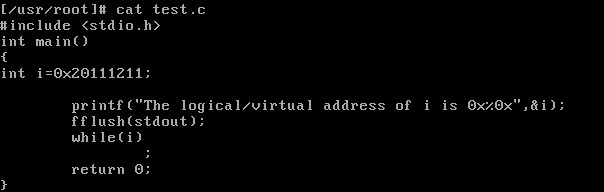 [/usr/root]# cat test.c
#include <stdio.h>
int main()
{
int i=0x20111211;
printf("The logical/virtual address of i is 0x%0x",&i);
fflush(stdout);
while(i)
;
return 0;
}